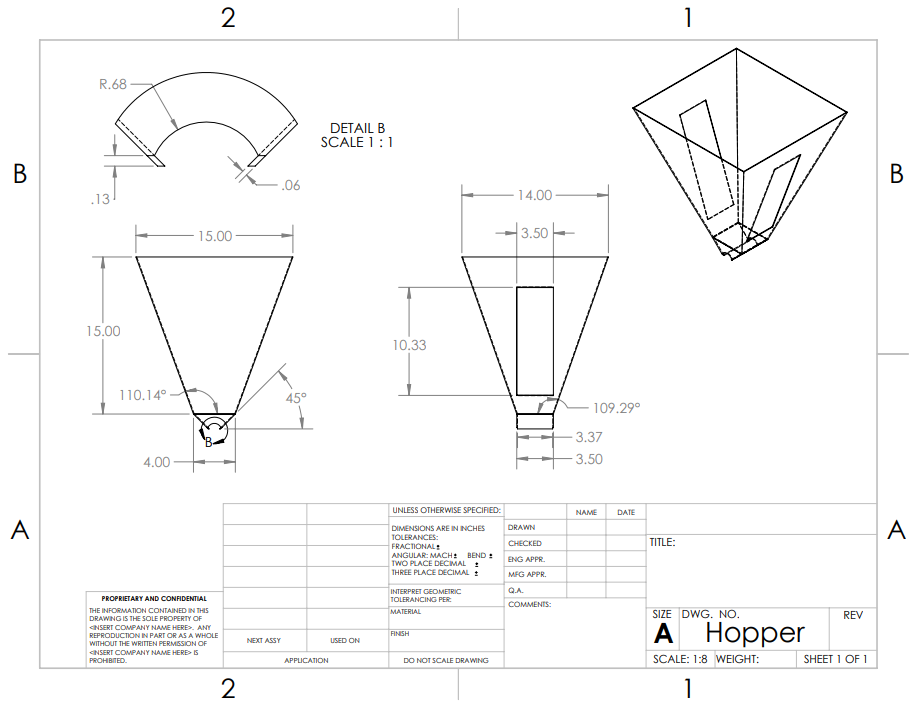 2
1
B
B
R.68
DETAIL B
SCALE 1 : 1
.13
.06
15.00
15.00
110.14°
45°
B
4.00
14.00
3.50
10.33
109.29°
3.37
3.50
A
A
UNLESS OTHERWISE SPECIFIED:
DIMENSIONS ARE IN INCHES
TOLERANCES:
FRACTIONAL±
ANGULAR: MACH± BEND ±
TWO PLACE DECIMAL ±
THREE PLACE DECIMAL ±
INTERPRET GEOMETRIC
TOLERANCING PER:
MATERIAL
FINISH
DO NOT SCALE DRAWING
NAME
DATE
DRAWN
CHECKED
ENG APPR.
MFG APPR.
Q.A.
COMMENTS:
PROPRIETARY AND CONFIDENTIAL
THE INFORMATION CONTAINED IN THIS
DRAWING IS THE SOLE PROPERTY OF
<INSERT COMPANY NAME HERE>. ANY
REPRODUCTION IN PART OR AS A WHOLE
WITHOUT THE WRITTEN PERMISSION OF
<INSERT COMPANY NAME HERE> IS
PROHIBITED.
NEXT ASSY
USED ON
APPLICATION
TITLE:
SIZE
A
DWG. NO.
Hopper
REV
SCALE: 1:8
WEIGHT:
SHEET 1 OF 1
2
1